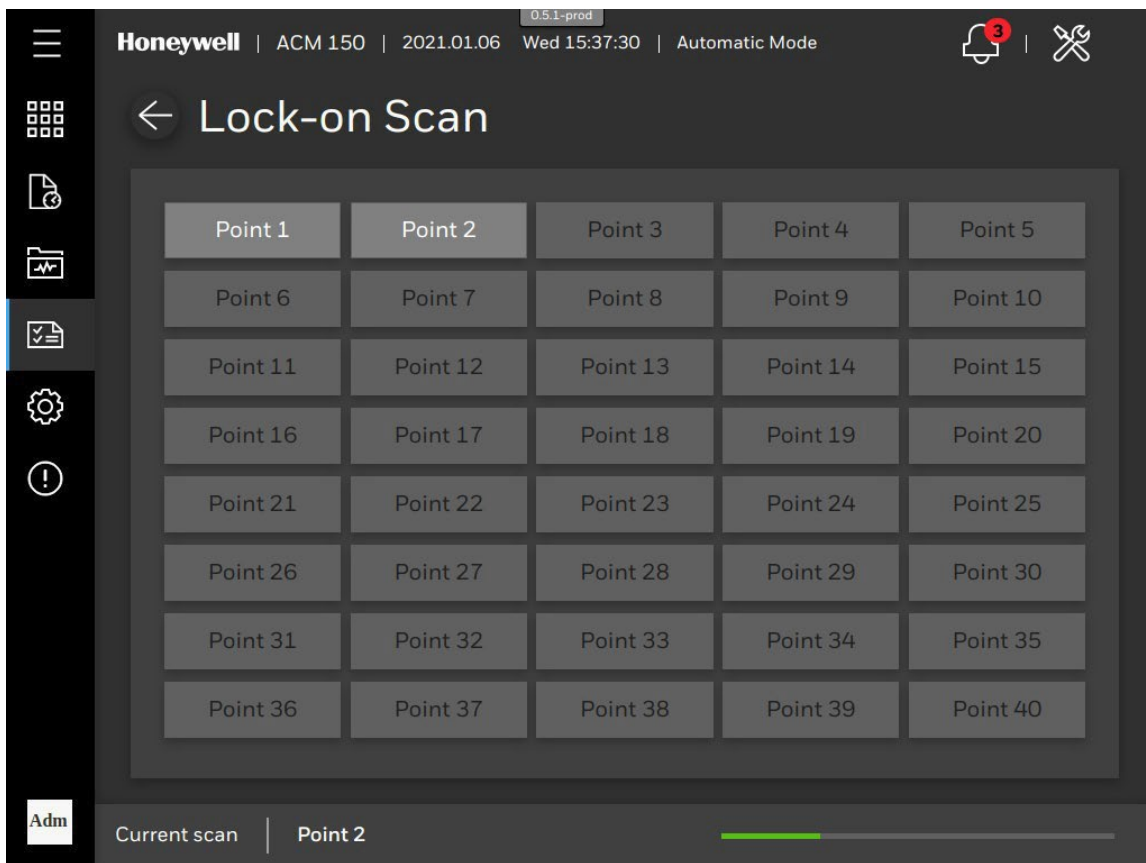 0.5.1-prod
Honeywell | ACM 150 | 2021.01.06 Wed 15:37:30 | Automatic Mode
3
Lock-on Scan
Point 1 Point 2 Point 3 Point 4 Point 5
Point 6 Point 7 Point 8 Point 9 Point 10
Point 11 Point 12 Point 13 Point 14 Point 15
Point 16 Point 17 Point 18 Point 19 Point 20
Point 21 Point 22 Point 23 Point 24 Point 25
Point 26 Point 27 Point 28 Point 29 Point 30
Point 31 Point 32 Point 33 Point 34 Point 35
Point 36 Point 37 Point 38 Point 39 Point 40
Adm
Current scan | Point 2